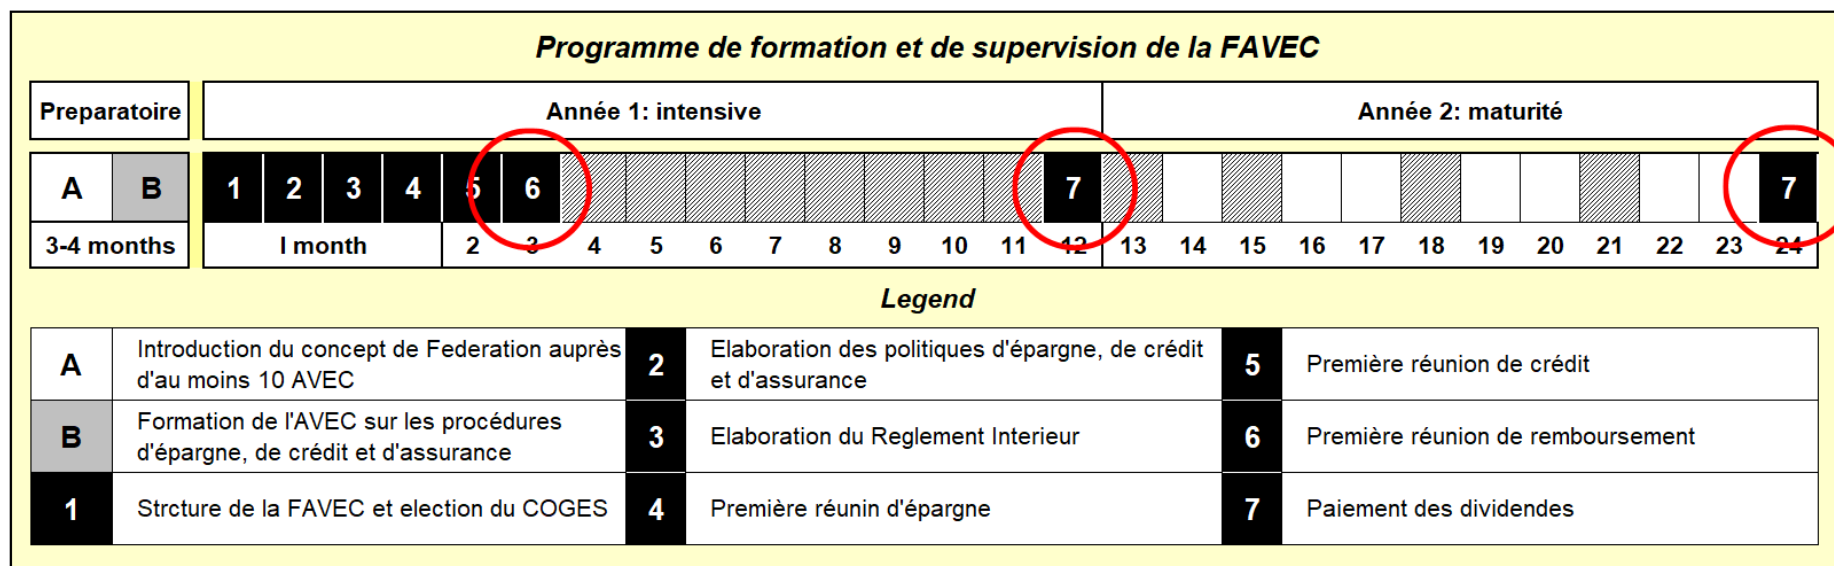 Programme de formation et de supervision de la FAVEC
Preparatoire Année 1: intensive Année 2: maturité
A B 1 2 3 4 5 6 7 7
3-4 months I month 2 3 4 5 6 7 8 9 10 11 12 13 14 15 16 17 18 19 20 21 22 23 24
Legend
A Introduction du concept de Federation auprès
d'au moins 10 AVEC
2 Elaboration des politiques d'épargne, de crédit
et d'assurance
5 Première réunion de crédit
B Formation de l'AVEC sur les procédures
d'épargne, de crédit et d'assurance
3 Elaboration du Reglement Interieur
6 Première réunion de remboursement
1 Strcture de la FAVEC et election du COGES
4 Première réunin d'épargne
7 Paiement des dividendes